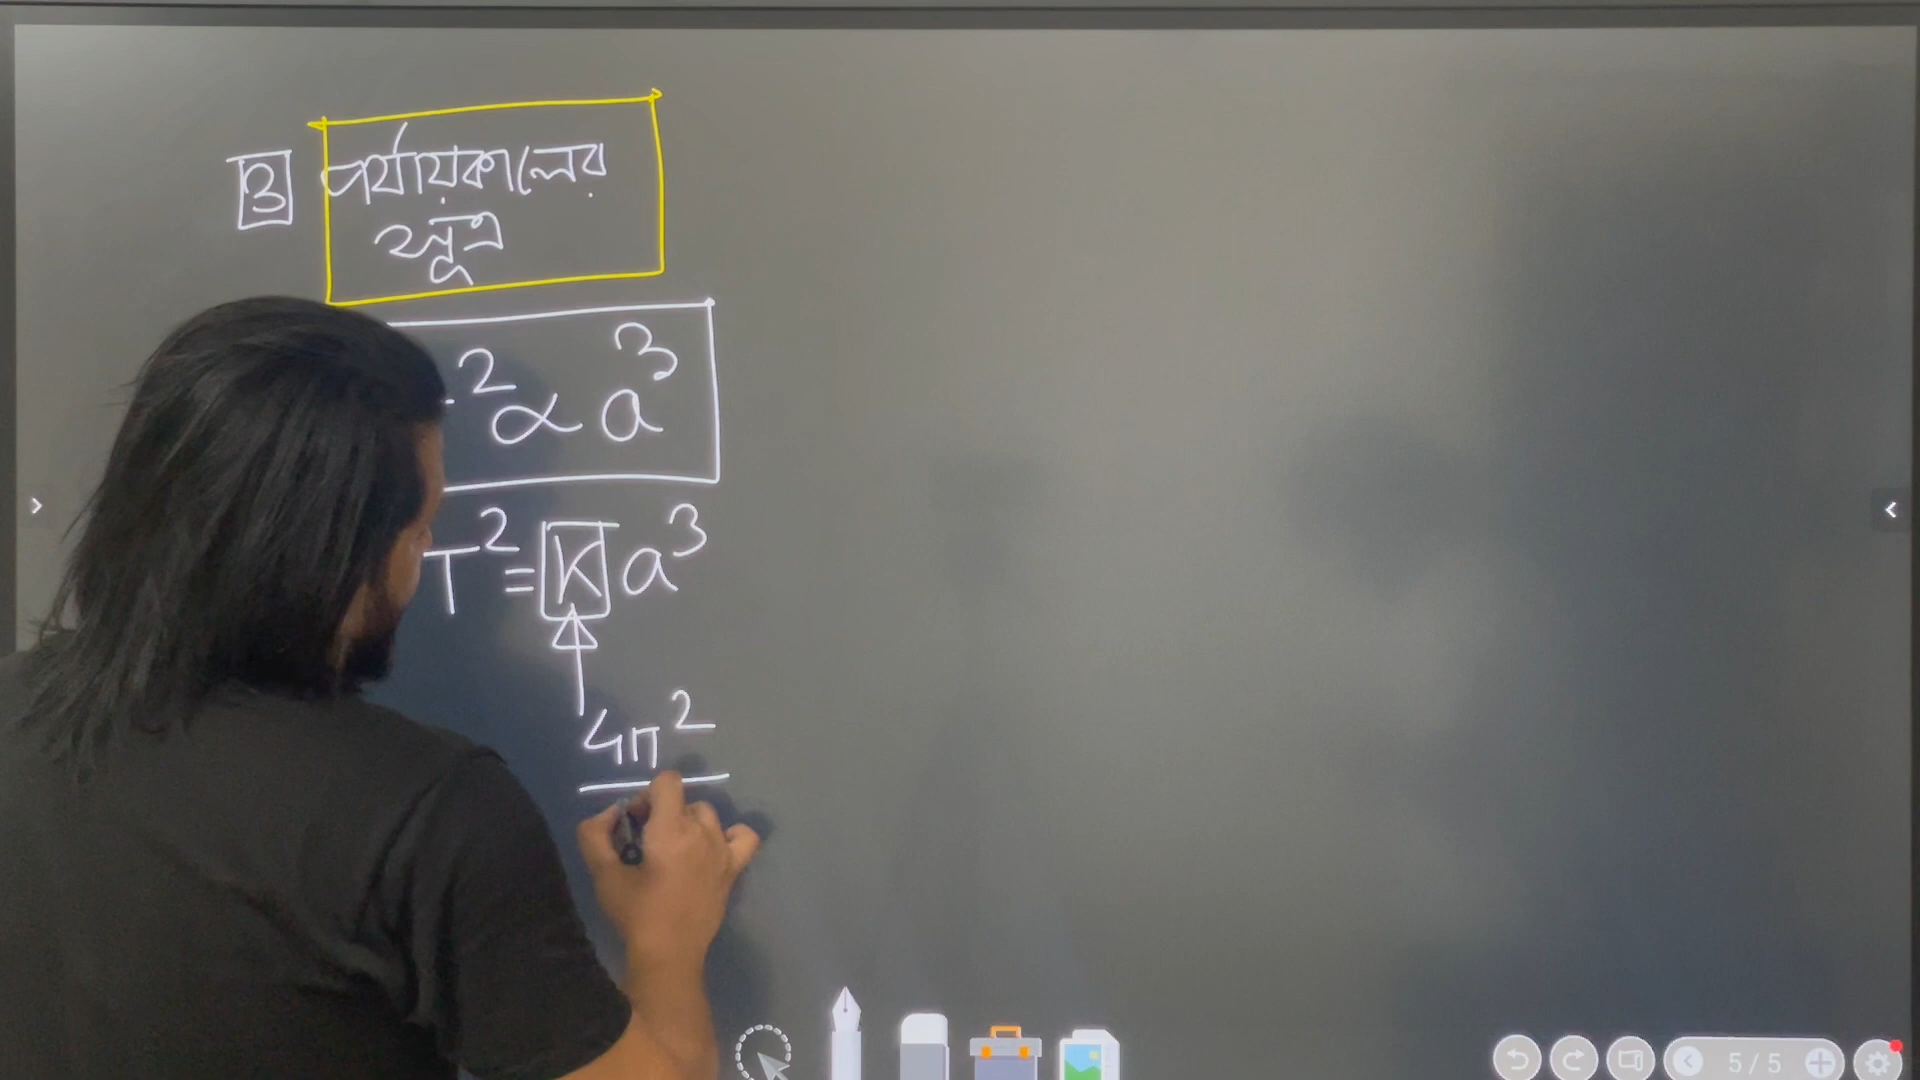 ৩ পর্যায়কালের
সূত্র
² ∝ a³
T² = K a³
4π²
5/5